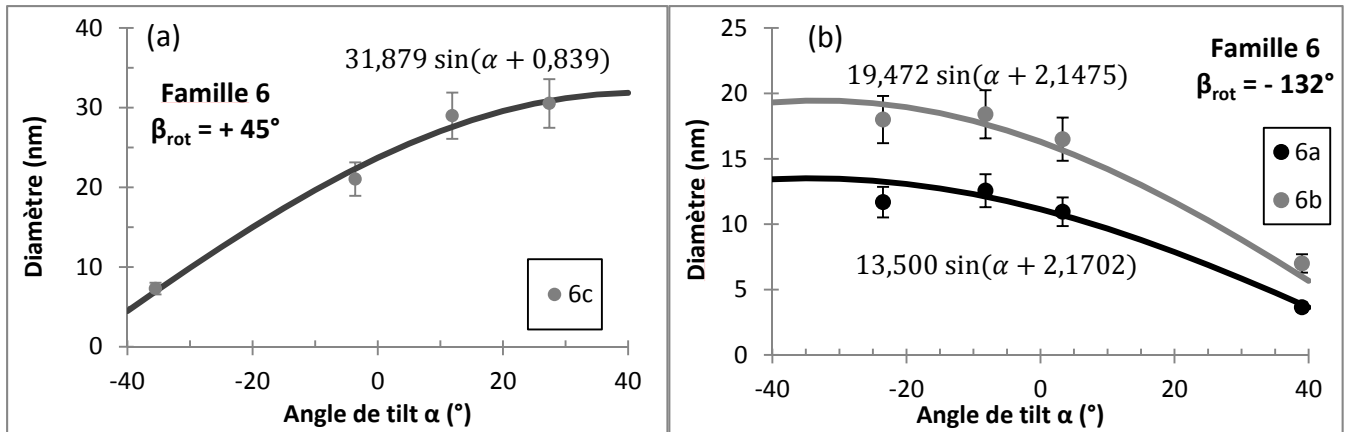 (a)
31,879 sin(α + 0,839)
Famille 6
βrot = + 45°
Diamètre (nm)
40
30
20
10
0
6c
-40 -20 0 20 40
Angle de tilt α (°)
(b)
Famille 6
βrot = - 132°
19,472 sin(α + 2,1475)
6a
6b
13,500 sin(α + 2,1702)
Diamètre (nm)
25
20
15
10
5
0
-40 -20 0 20 40
Angle de tilt α (°)